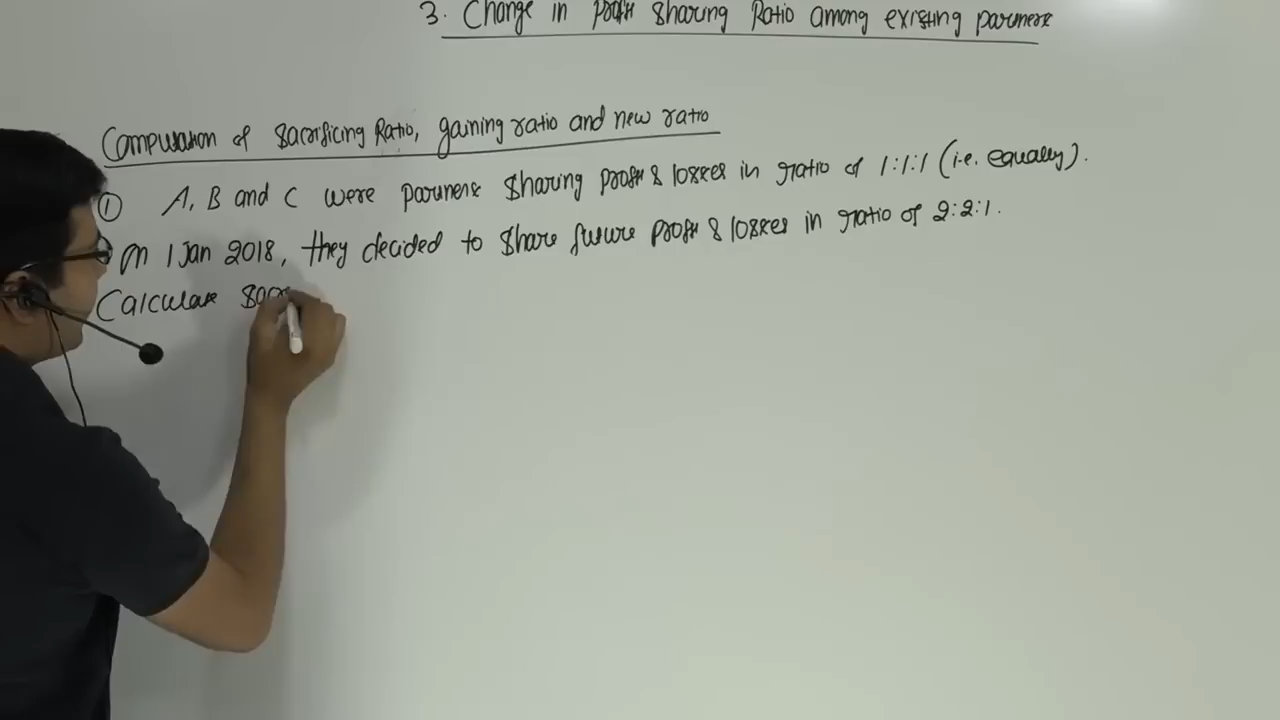 3. Change in Profit Sharing Ratio among existing partners
Computation of Sacrificing Ratio, gaining ratio and new ratio
① A, B and C were partners sharing profit & losses in ratio of 1:1:1 (i.e. equally).
On 1 Jan 2018, they decided to share future profit & losses in ratio of 2:2:1.
Calculate Sacr